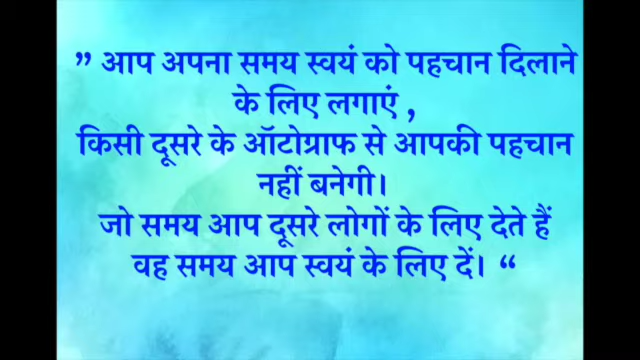 ” आप अपना समय स्वयं को पहचान दिलाने
के लिए लगाएं ,
किसी दूसरे के ऑटोग्राफ से आपकी पहचान
नहीं बनेगी।
जो समय आप दूसरे लोगों के लिए देते हैं
वह समय आप स्वयं के लिए दें। “